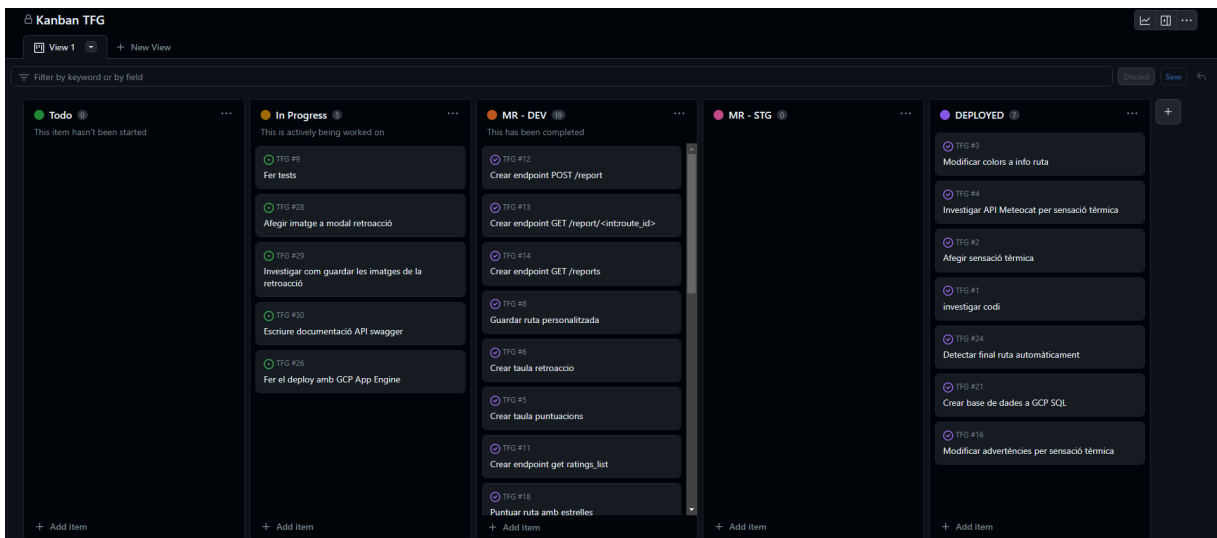 Kanban TFG
View 1
+ New View
Filter by keyword or by field
Discard
Save
Todo 0
This item hasn't been started
+ Add item
In Progress 5
This is actively being worked on
TFG #9
Fer tests
TFG #28
Afegir imatge a modal retroacció
TFG #29
Investigar com guardar les imatges de la
retroacció
TFG #30
Escriure documentació API swagger
TFG #26
Fer el deploy amb GCP App Engine
+ Add item
MR - DEV 19
This has been completed
TFG #12
Crear endpoint POST /report
TFG #13
Crear endpoint GET /report/<int:route_id>
TFG #14
Crear endpoint GET /reports
TFG #8
Guardar ruta personalitzada
TFG #6
Crear taula retroaccio
TFG #5
Crear taula puntuacions
TFG #11
Crear endpoint get ratings_list
TFG #18
Puntuar ruta amb estrelles
+ Add item
MR - STG 0
+ Add item
DEPLOYED 7
TFG #3
Modificar colors a info ruta
TFG #4
Investigar API Meteocat per sensació tèrmica
TFG #2
Afegir sensació tèrmica
TFG #1
investigar codi
TFG #24
Detectar final ruta automàticament
TFG #21
Crear base de dades a GCP SQL
TFG #16
Modificar advertències per sensació tèrmica
+ Add item